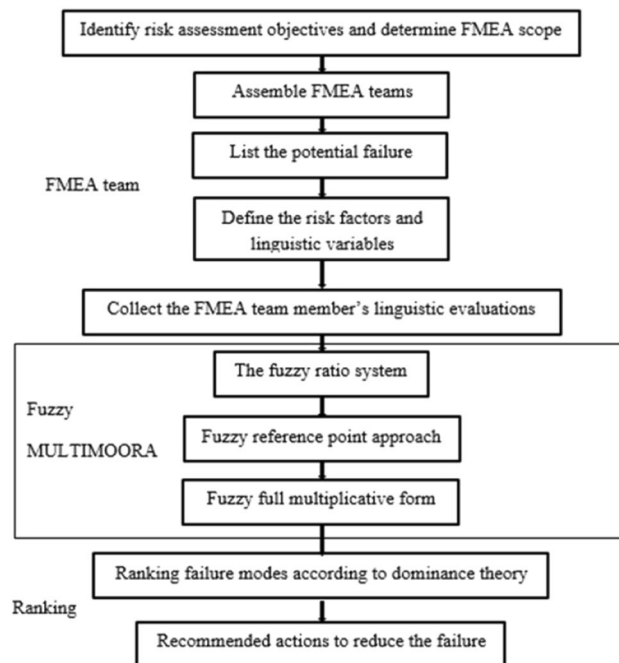 Identify risk assessment objectives and determine FMEA scope
Assemble FMEA teams
List the potential failure
FMEA team
Define the risk factors and
linguistic variables
Collect the FMEA team member's linguistic evaluations
The fuzzy ratio system
Fuzzy
MULTIMOORA
Fuzzy reference point approach
Fuzzy full multiplicative form
Ranking failure modes according to dominance theory
Ranking
Recommended actions to reduce the failure